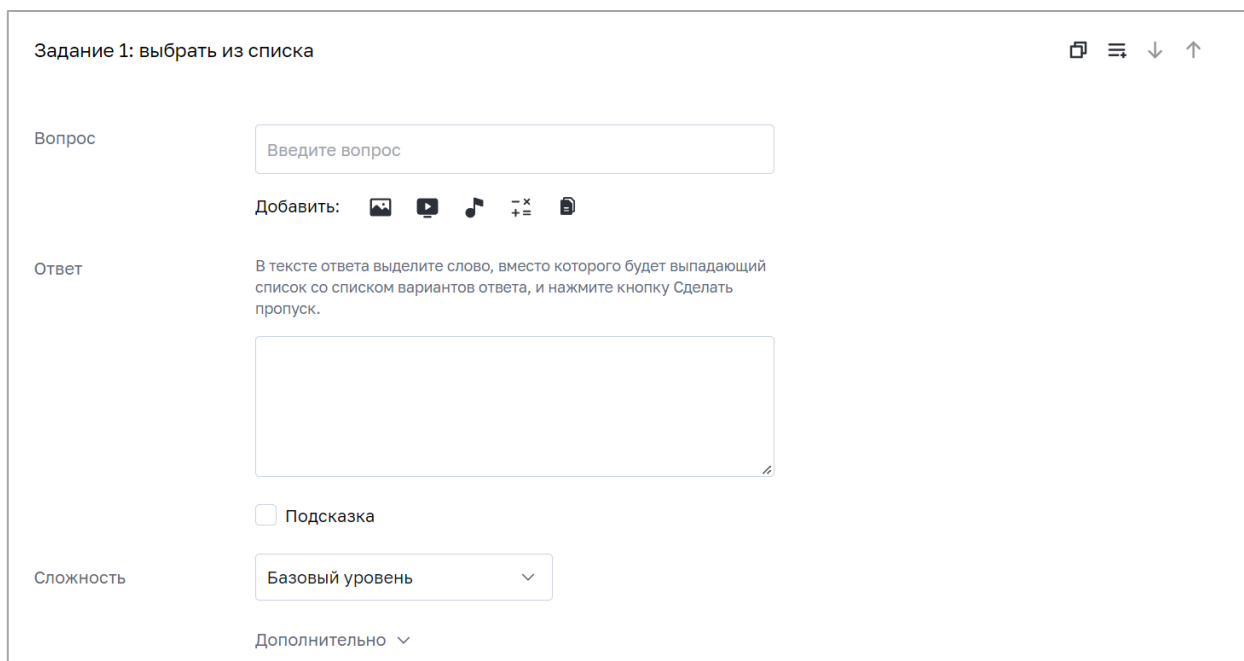 Задание 1: выбрать из списка
Вопрос
Введите вопрос
Добавить:
Ответ
В тексте ответа выделите слово, вместо которого будет выпадающий
список со списком вариантов ответа, и нажмите кнопку Сделать
пропуск.
Подсказка
Сложность
Базовый уровень
Дополнительно